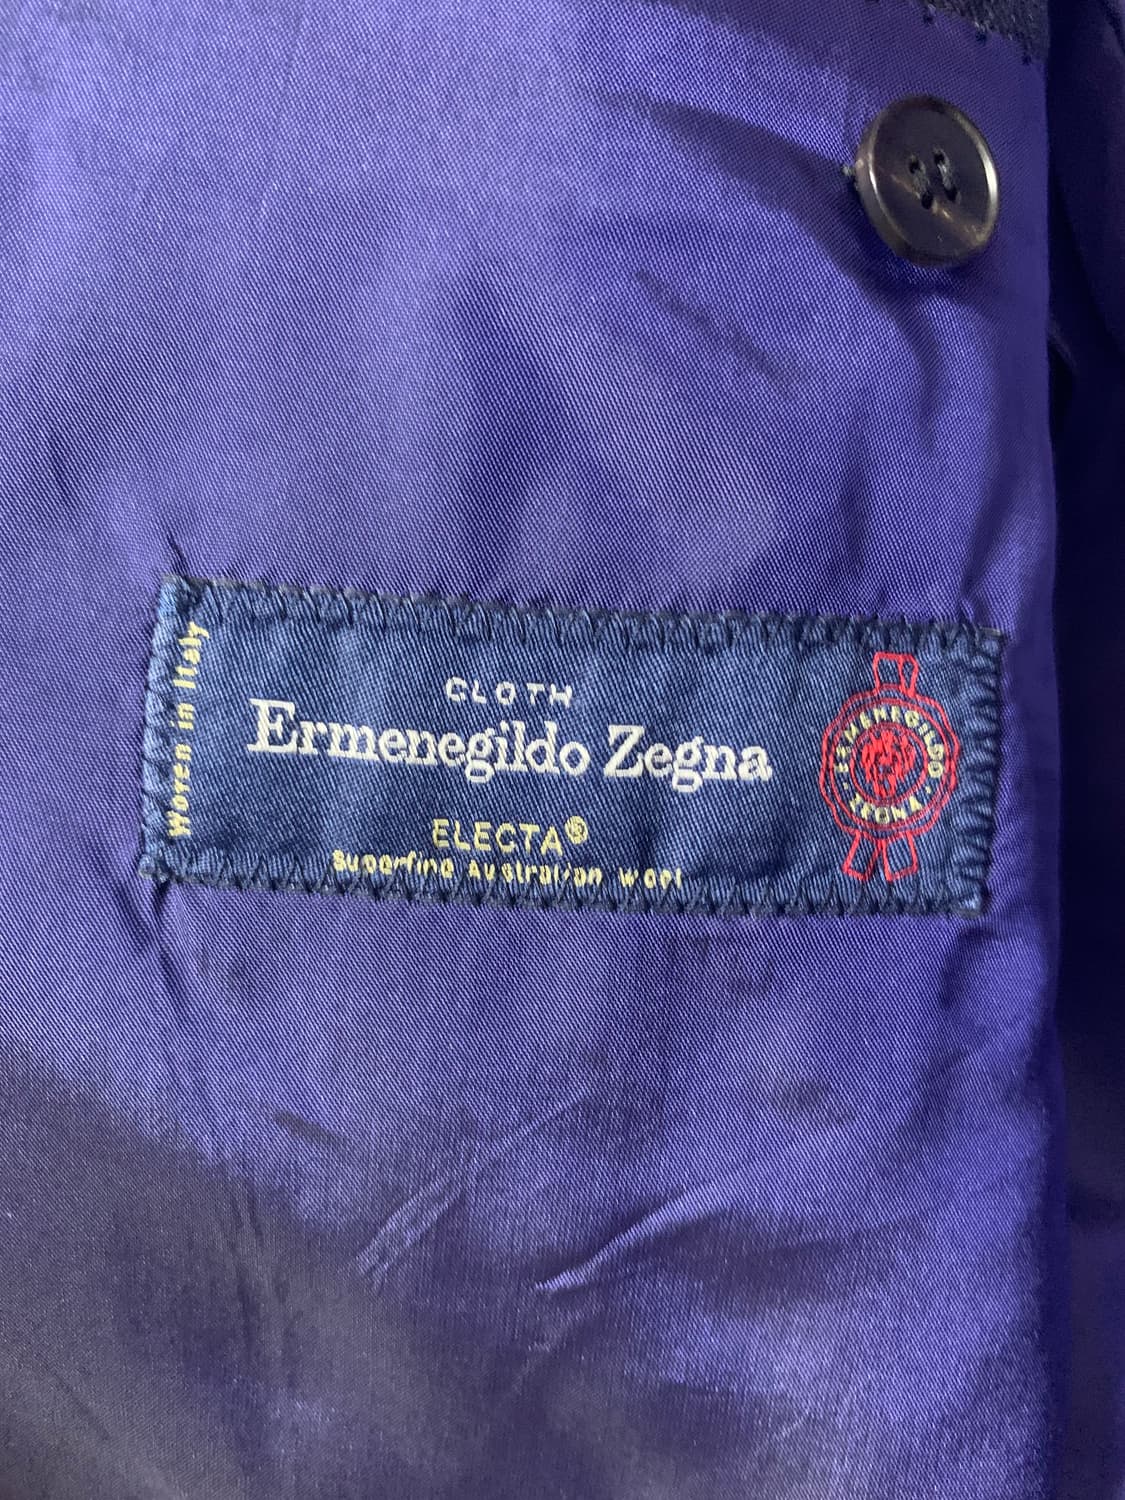 Woven in Italy
CLOTH
Ermenegildo Zegna
ELECTA®
Superfine Australian wool
ERMENEGILDO
ZEGNA